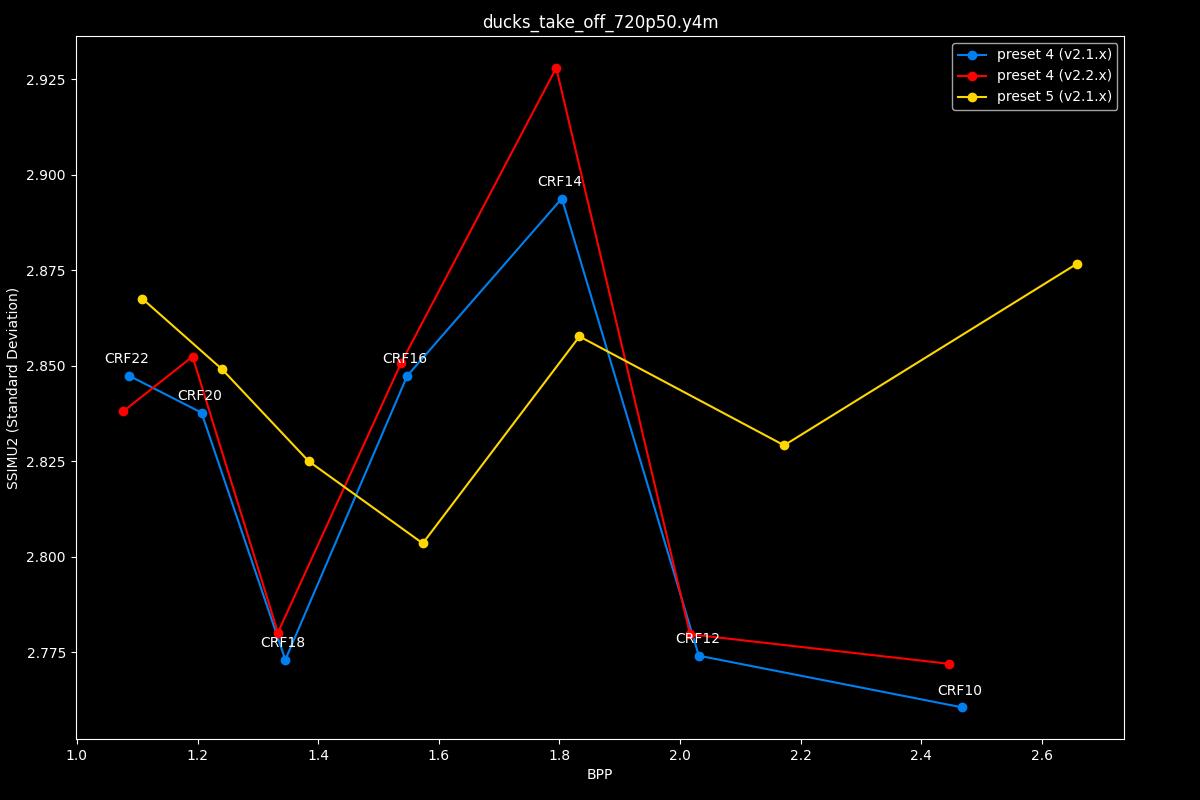 ducks_take_off_720p50.y4m
preset 4 (v2.1.x)
preset 4 (v2.2.x)
preset 5 (v2.1.x)
2.925
2.900
2.875
2.850
2.825
2.800
2.775
SSIMU2 (Standard Deviation)
CRF22
CRF20
CRF18
CRF16
CRF14
CRF12
CRF10
1.0
1.2
1.4
1.6
1.8
2.0
2.2
2.4
2.6
BPP